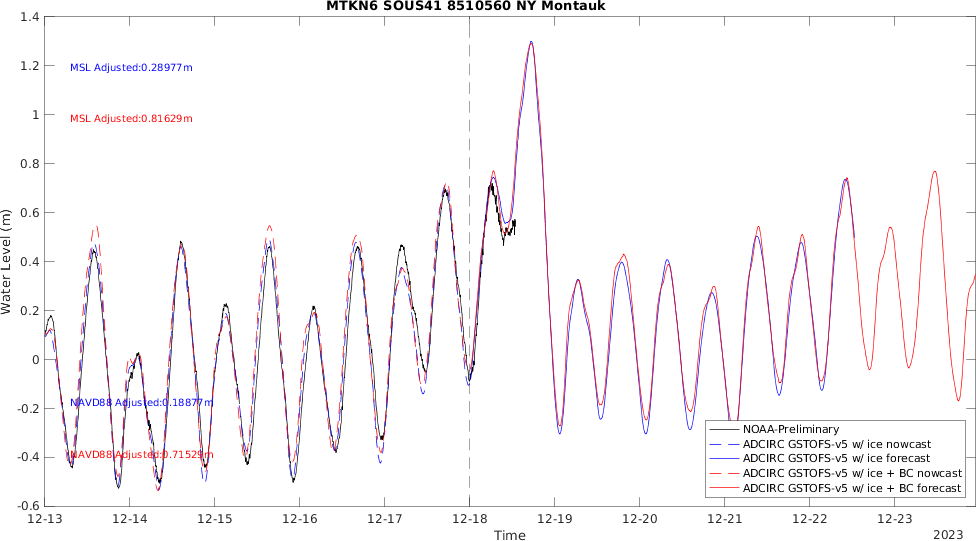 MTKN6 SOUS41 8510560 NY Montauk
1.4
1.2
MSL Adjusted:0.28977m
1
MSL Adjusted:0.81629m
0.8
0.6
Water Level (m)
0.4
0.2
0
-0.2
NAVD88 Adjusted:0.18877m
-0.4
NAVD88 Adjusted:0.71529m
-0.6
NOAA-Preliminary
ADCIRC GSTOFS-v5 w/ ice nowcast
ADCIRC GSTOFS-v5 w/ ice forecast
ADCIRC GSTOFS-v5 w/ ice + BC nowcast
ADCIRC GSTOFS-v5 w/ ice + BC forecast
12-13 12-14 12-15 12-16 12-17 12-18 12-19 12-20 12-21 12-22 12-23
Time
2023